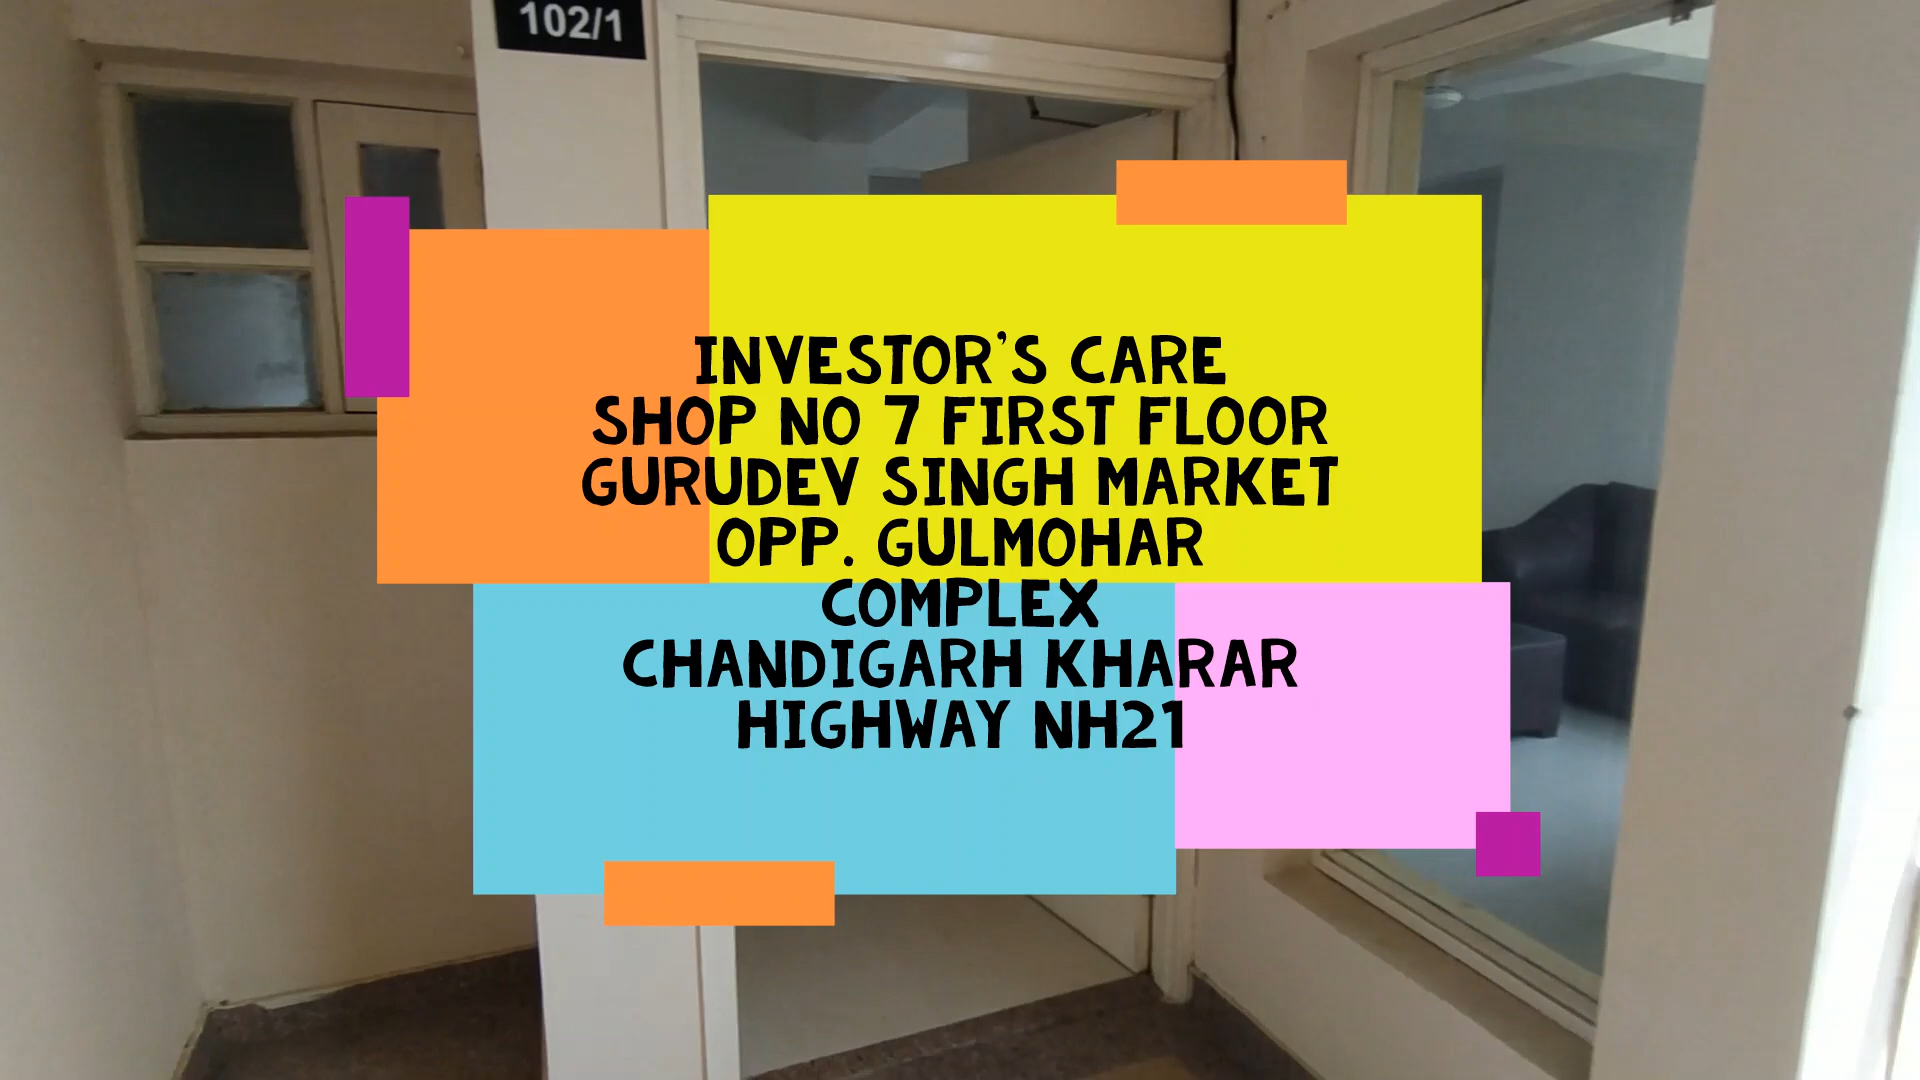 102/1
INVESTOR'S CARE
SHOP NO 7 FIRST FLOOR
GURUDEV SINGH MARKET
OPP. GULMOHAR
COMPLEX
CHANDIGARH KHARAR
HIGHWAY NH21